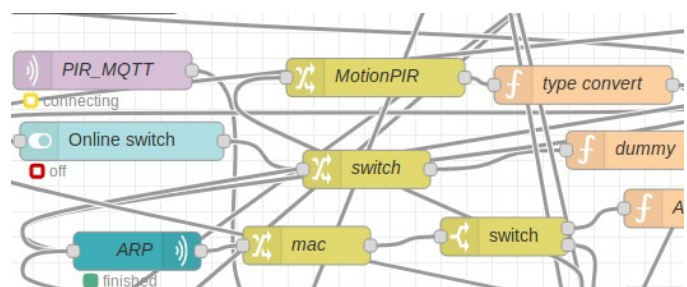 PIR_MQTT
MotionPIR
type convert
connecting
Online switch
dummy
off
switch
A
ARP
mac
switch
finished